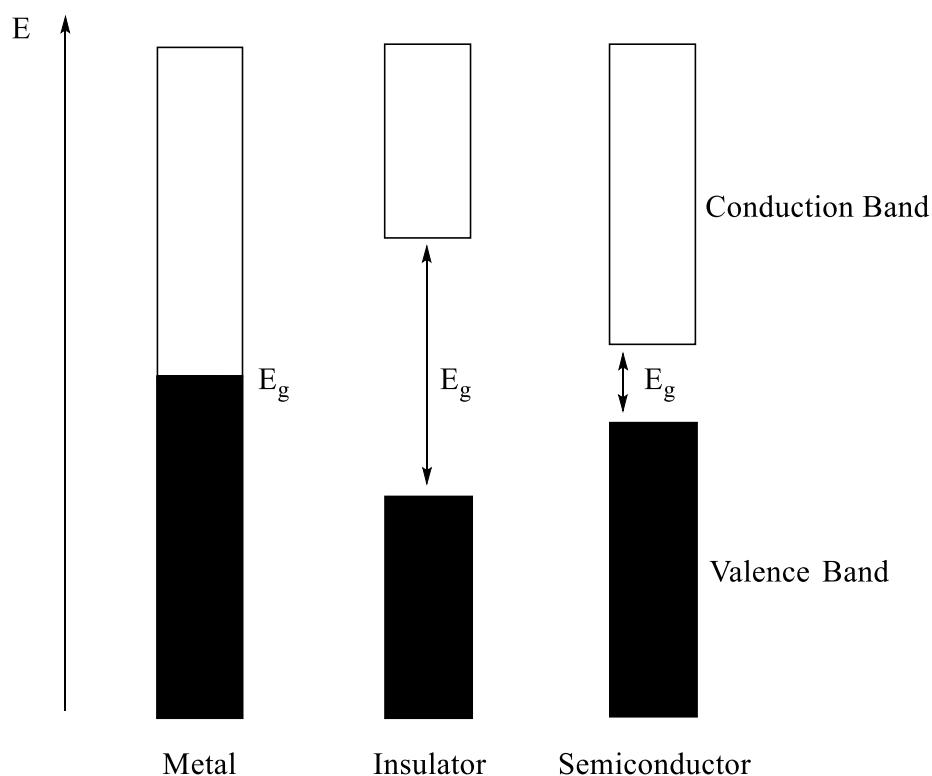 E
Conduction Band
E_g
E_g
E_g
Valence Band
Metal
Insulator
Semiconductor